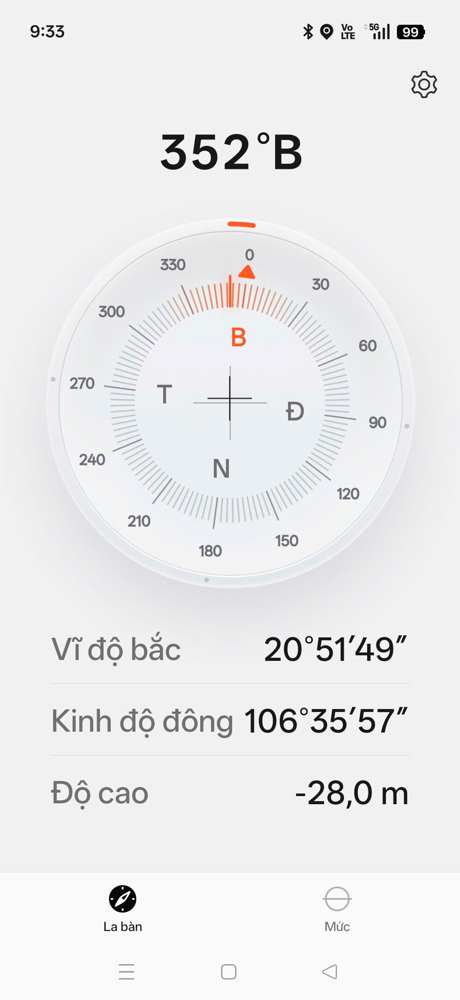 9:33
Vo
LTE
5G
99
352°B
0
330
30
300
B
60
270
T
Đ
90
240
N
120
210
150
180
Vĩ độ bắc 20°51′49″
Kinh độ đông 106°35′57″
Độ cao -28,0 m
La bàn
Mức